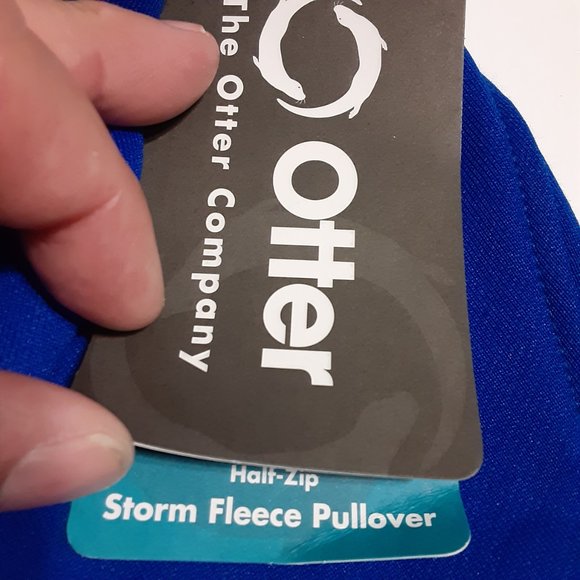 otter
The Otter Company
Half-Zip
Storm Fleece Pullover